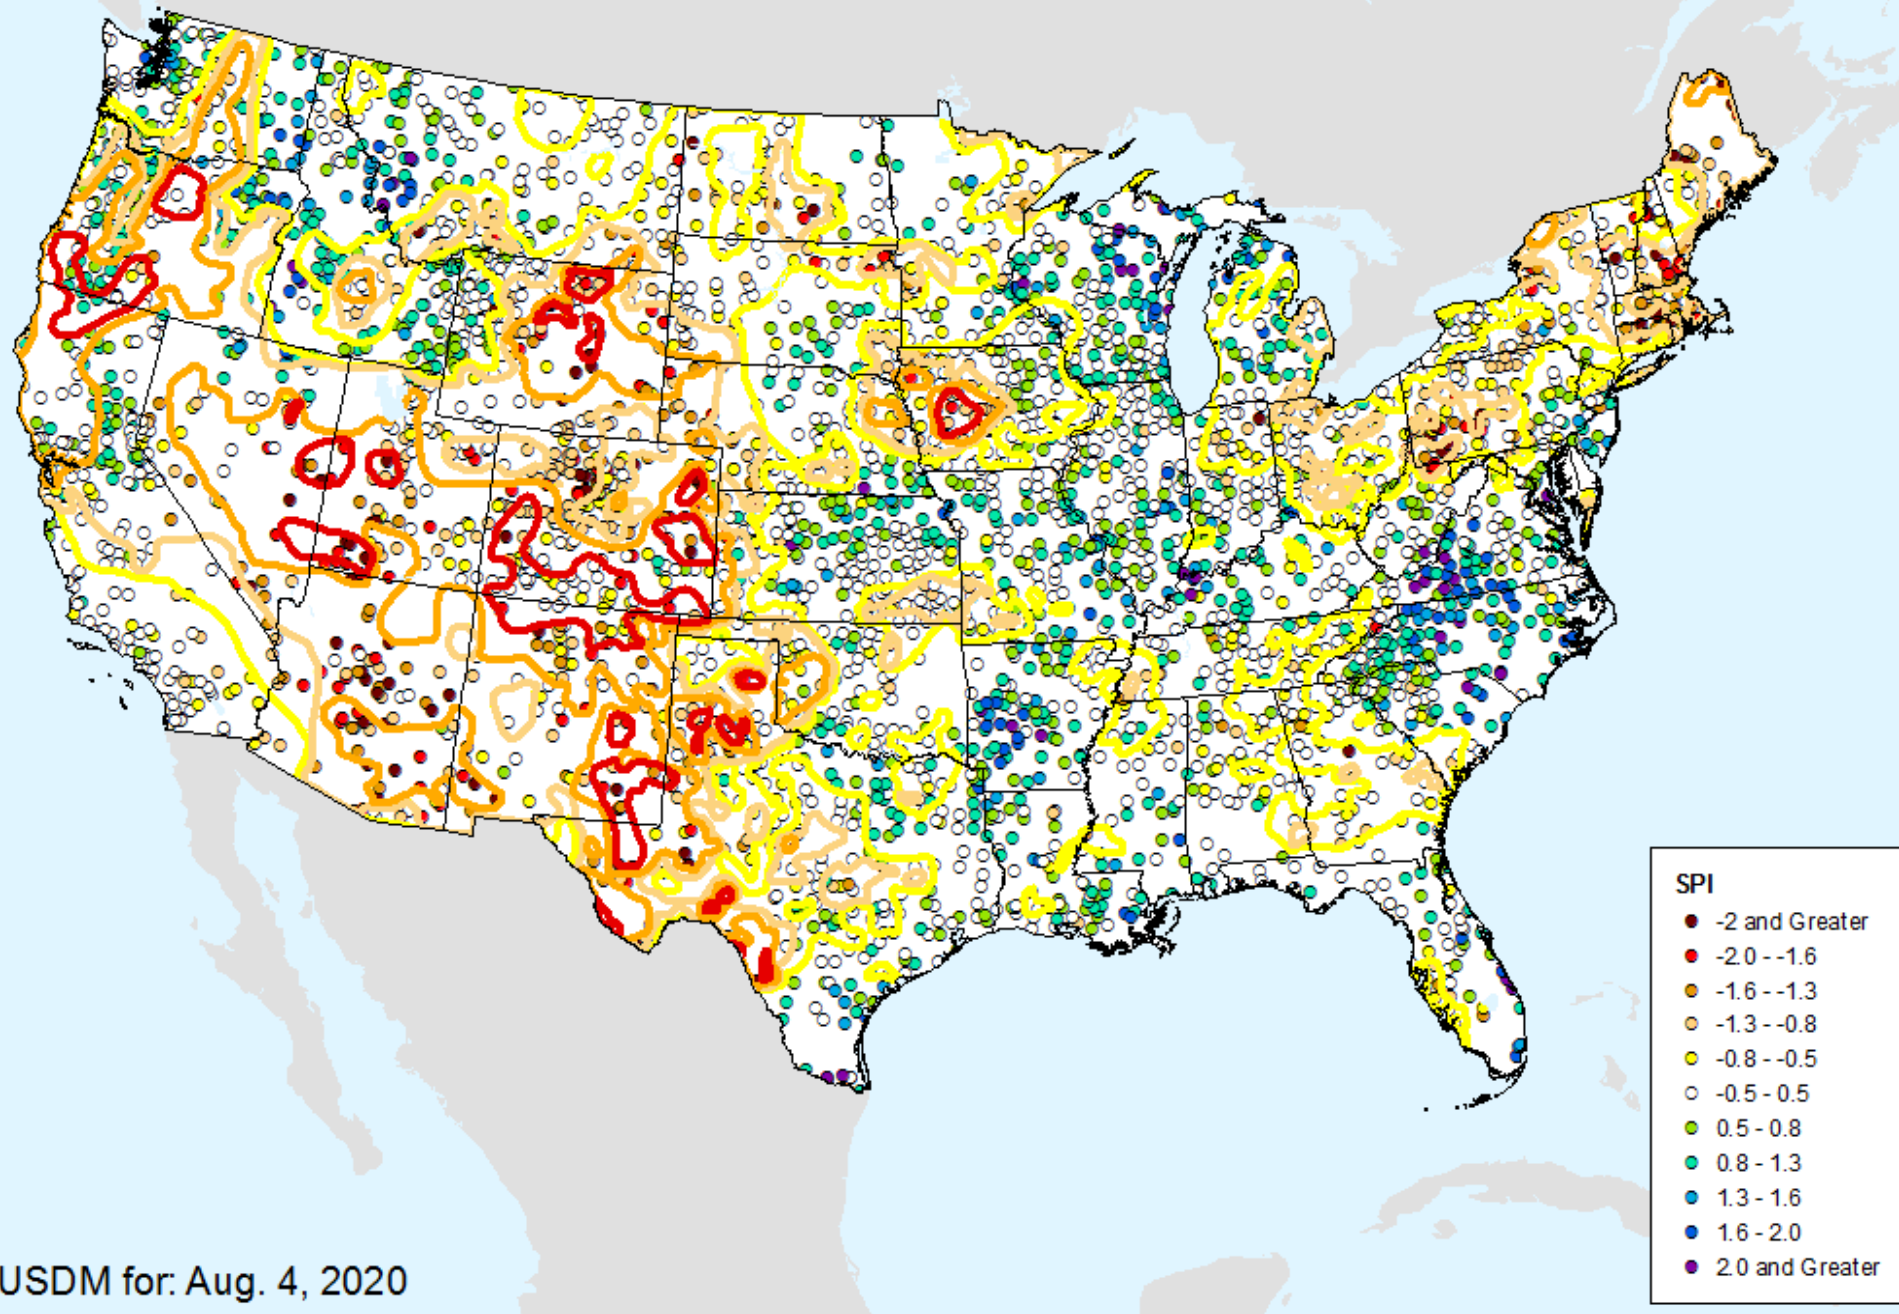 SPI
-2 and Greater
-2.0 - -1.6
-1.6 - -1.3
-1.3 - -0.8
-0.8 - -0.5
-0.5 - 0.5
0.5 - 0.8
0.8 - 1.3
1.3 - 1.6
1.6 - 2.0
2.0 and Greater
USDM for: Aug. 4, 2020